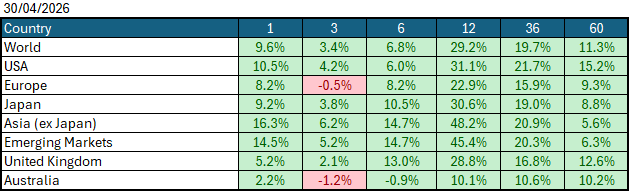 30/04/2026
Country 1 3 6 12 36 60
World 9.6% 3.4% 6.8% 29.2% 19.7% 11.3%
USA 10.5% 4.2% 6.0% 31.1% 21.7% 15.2%
Europe 8.2% -0.5% 8.2% 22.9% 15.9% 9.3%
Japan 9.2% 3.8% 10.5% 30.6% 19.0% 8.8%
Asia (ex Japan) 16.3% 6.2% 14.7% 48.2% 20.9% 5.6%
Emerging Markets 14.5% 5.2% 14.7% 45.4% 20.3% 6.3%
United Kingdom 5.2% 2.1% 13.0% 28.8% 16.8% 12.6%
Australia 2.2% -1.2% -0.9% 10.1% 10.6% 10.2%